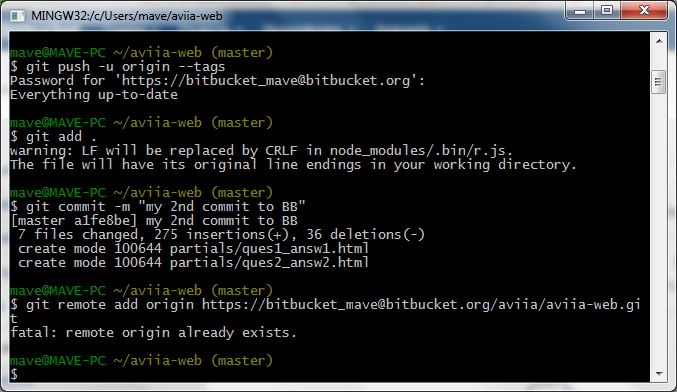 MINGW32:/c/Users/mave/aviia-web
mave@MAVE-PC ~/aviia-web (master)
$ git push -u origin --tags
Password for 'https://bitbucket_mave@bitbucket.org':
Everything up-to-date
mave@MAVE-PC ~/aviia-web (master)
$ git add .
warning: LF will be replaced by CRLF in node_modules/.bin/r.js.
The file will have its original line endings in your working directory.
mave@MAVE-PC ~/aviia-web (master)
$ git commit -m "my 2nd commit to BB"
[master a1fe8be] my 2nd commit to BB
 7 files changed, 275 insertions(+), 36 deletions(-)
 create mode 100644 partials/ques1_answ1.html
 create mode 100644 partials/ques2_answ2.html
mave@MAVE-PC ~/aviia-web (master)
$ git remote add origin https://bitbucket_mave@bitbucket.org/aviia/aviia-web.gi
t
fatal: remote origin already exists.
mave@MAVE-PC ~/aviia-web (master)
$